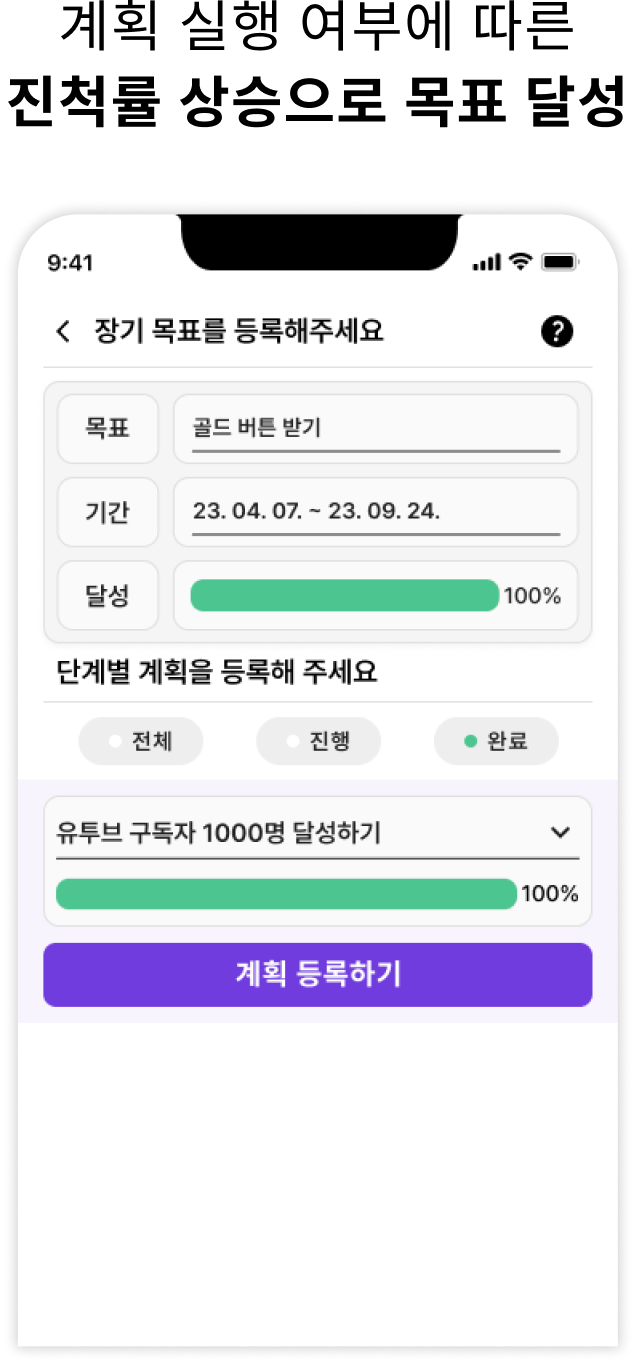 계획 실행 여부에 따른
진척률 상승으로 목표 달성
9:41
장기 목표를 등록해주세요
?
목표
골드 버튼 받기
기간
23. 04. 07. ~ 23. 09. 24.
달성
100%
단계별 계획을 등록해 주세요
전체
진행
완료
유투브 구독자 1000명 달성하기
100%
계획 등록하기